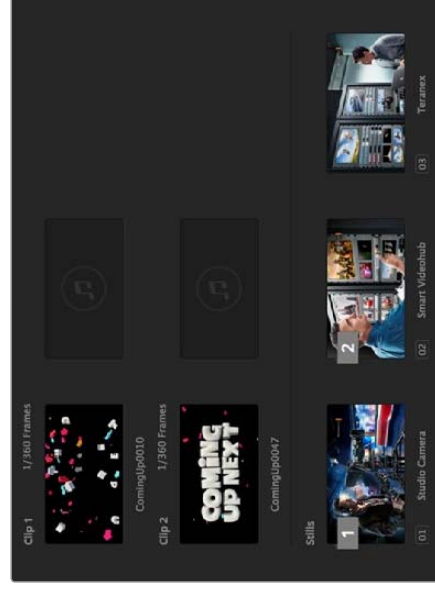 Clip 1 1/360 Frames
ComingUp0010
Clip 2 1/360 Frames
COMING
UP NEXT
ComingUp0047
Stills
1
2
01 Studio Camera
02 Smart Videohub
03 Teranex